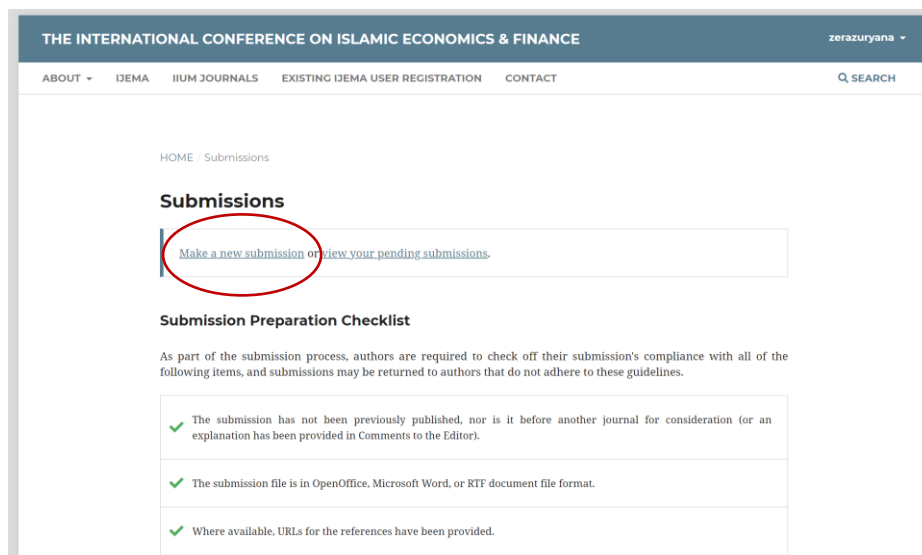 THE INTERNATIONAL CONFERENCE ON ISLAMIC ECONOMICS & FINANCE
zerazuryana
ABOUT IJEMA IIUM JOURNALS EXISTING IJEMA USER REGISTRATION CONTACT SEARCH
HOME / Submissions
Submissions
Make a new submission or view your pending submissions.
Submission Preparation Checklist
As part of the submission process, authors are required to check off their submission's compliance with all of the
following items, and submissions may be returned to authors that do not adhere to these guidelines.
The submission has not been previously published, nor is it before another journal for consideration (or an
explanation has been provided in Comments to the Editor).
The submission file is in OpenOffice, Microsoft Word, or RTF document file format.
Where available, URLs for the references have been provided.